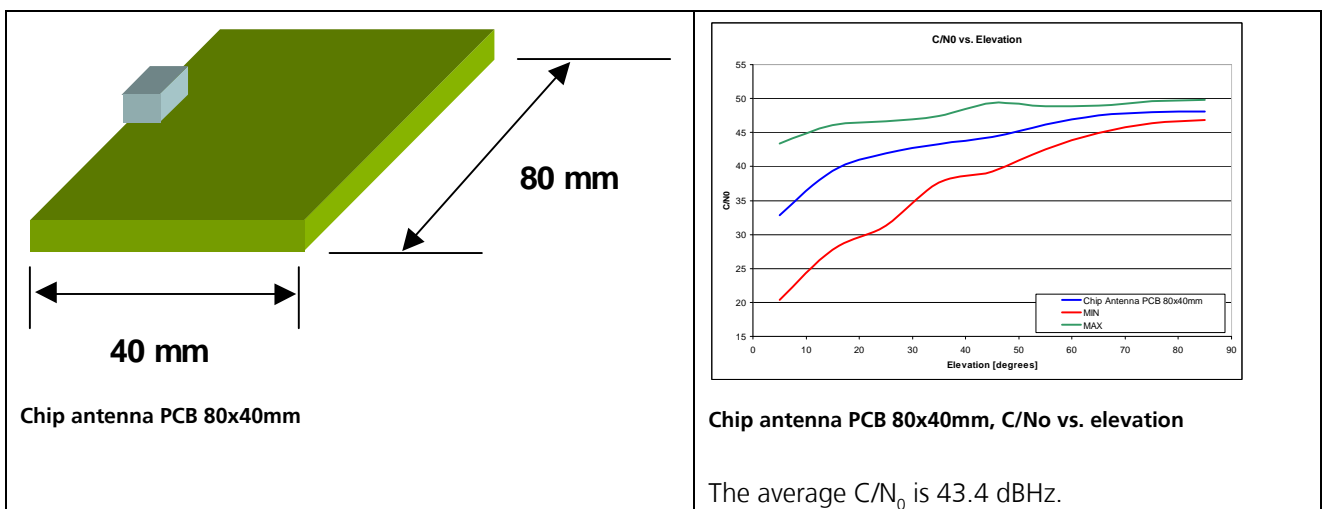 80 mm
40 mm
Chip antenna PCB 80x40mm
C/N0 vs. Elevation
55
50
45
40
35
30
25
20
15
C/N0
0 10 20 30 40 50 60 70 80 90
Elevation [degrees]
Chip Antenna PCB 80x40mm
MIN
MAX
Chip antenna PCB 80x40mm, C/No vs. elevation
The average C/N₀ is 43.4 dBHz.